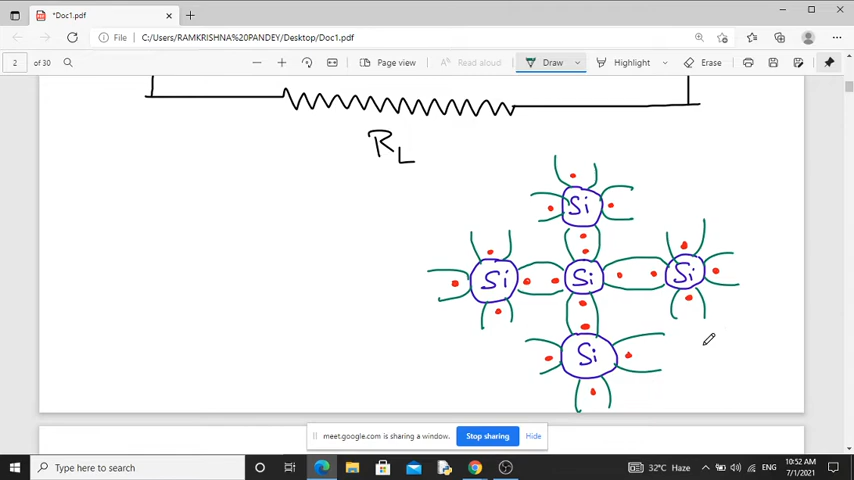 *Doc1.pdf
File
C:/Users/RAMKRISHNA%20PANDEY/Desktop/Doc1.pdf
2 of 30
Page view
Read aloud
Draw
Highlight
Erase
RL
Si
Si Si Si
Si
meet.google.com is sharing a window.
Stop sharing
Hide
Type here to search
32°C Haze
ENG
10:52 AM
7/1/2021